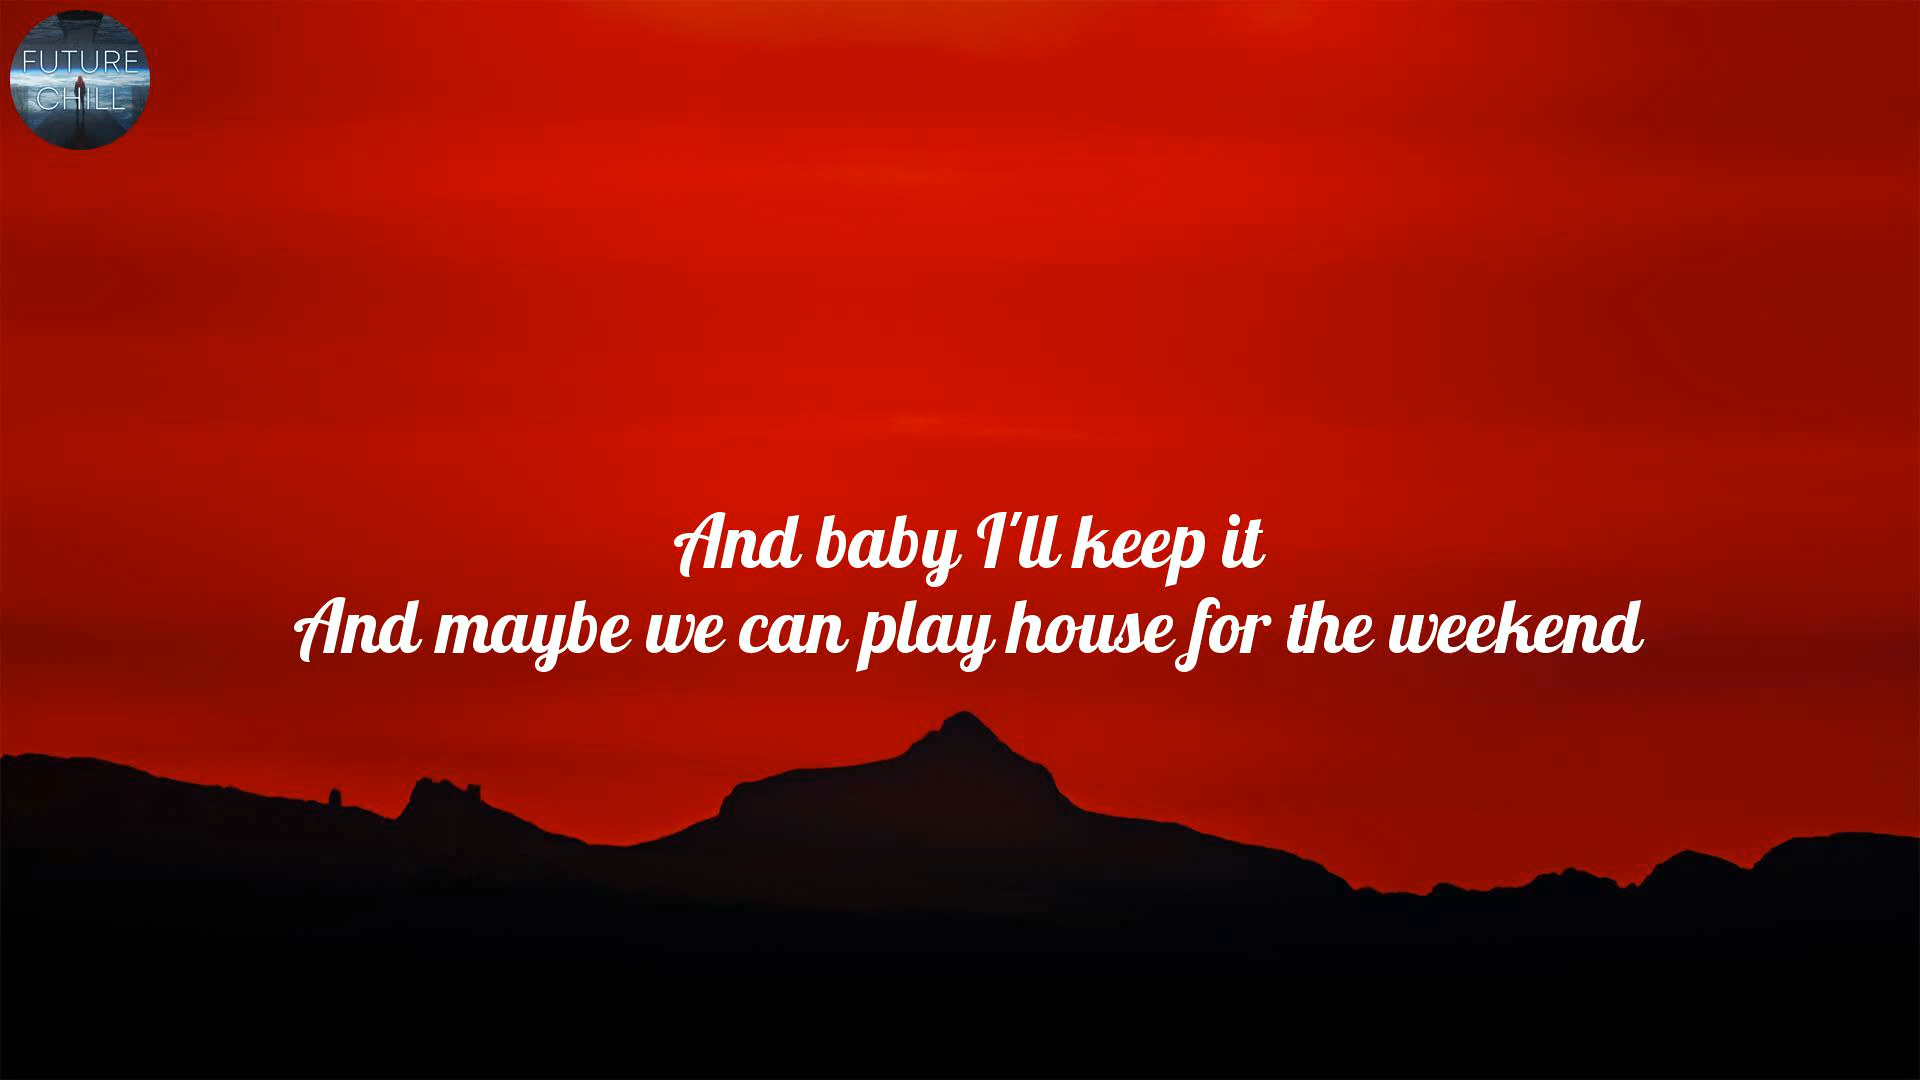 FUTURE
CHILL
And baby I'll keep it
And maybe we can play house for the weekend